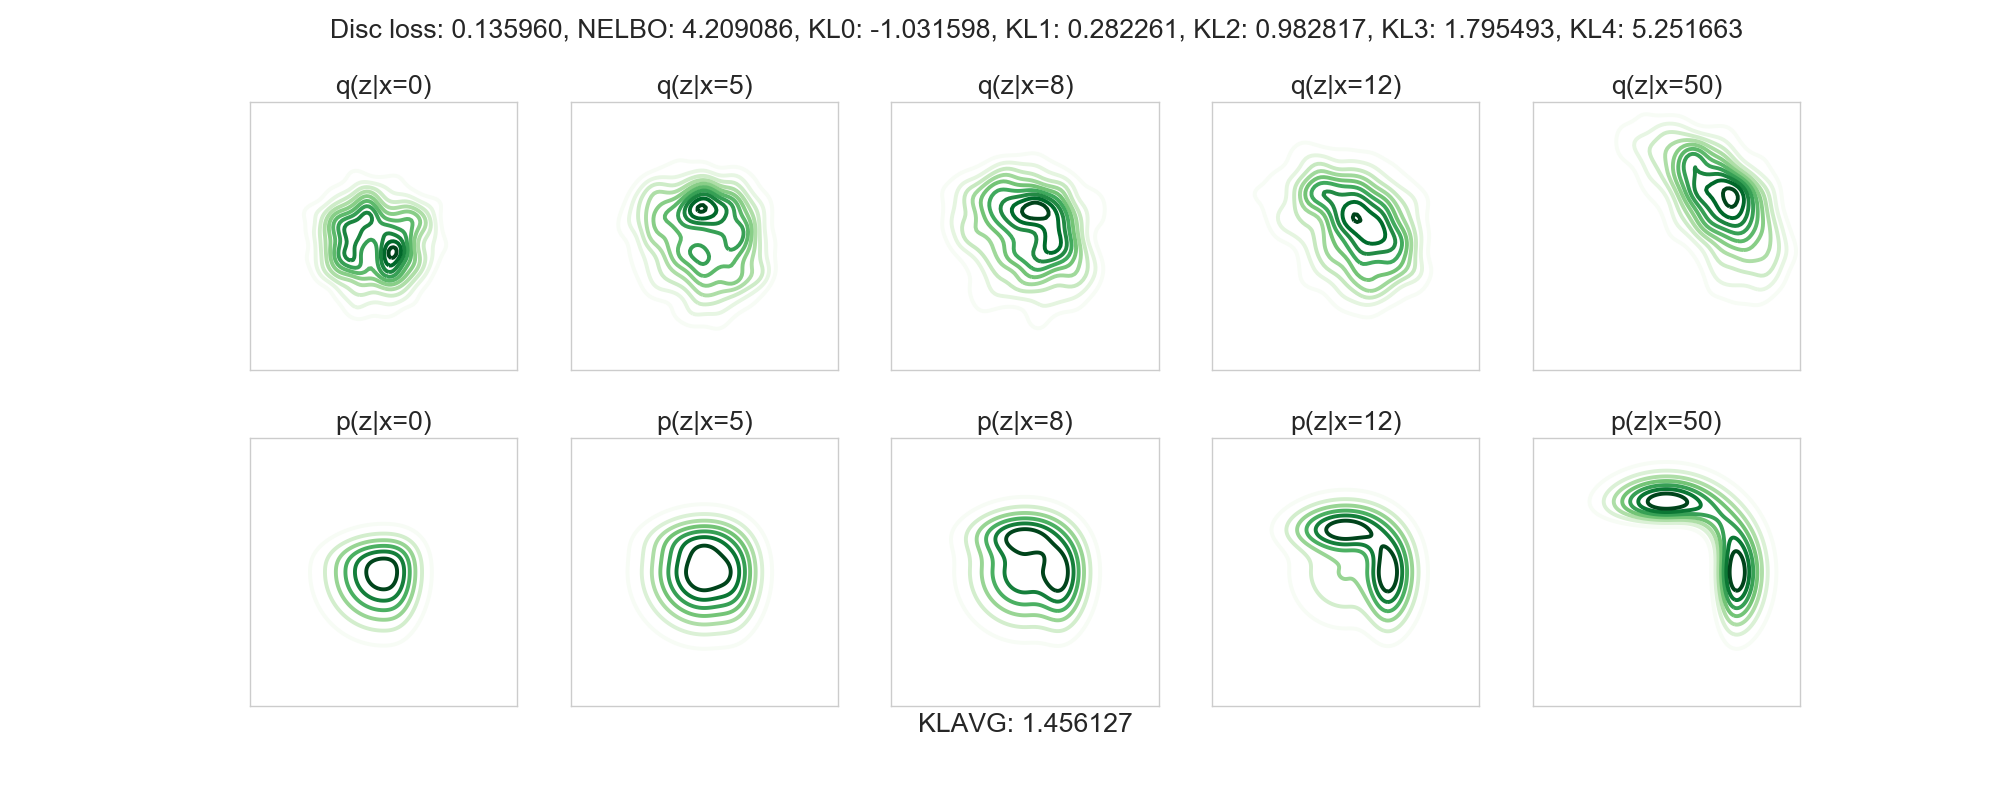 Disc loss: 0.135960, NELBO: 4.209086, KL0: -1.031598, KL1: 0.282261, KL2: 0.982817, KL3: 1.795493, KL4: 5.251663
q(z|x=0) q(z|x=5) q(z|x=8) q(z|x=12) q(z|x=50)
p(z|x=0) p(z|x=5) p(z|x=8) p(z|x=12) p(z|x=50)
KLAVG: 1.456127